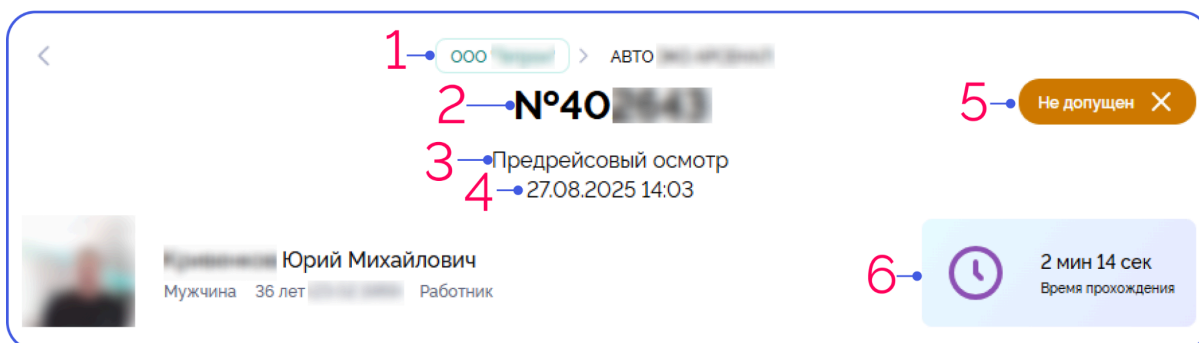 1 ООО > АВТО
2 №40
5 Не допущен
3 Предрейсовый осмотр
4 27.08.2025 14:03
Юрий Михайлович
Мужчина 36 лет Работник
6 2 мин 14 сек
Время прохождения